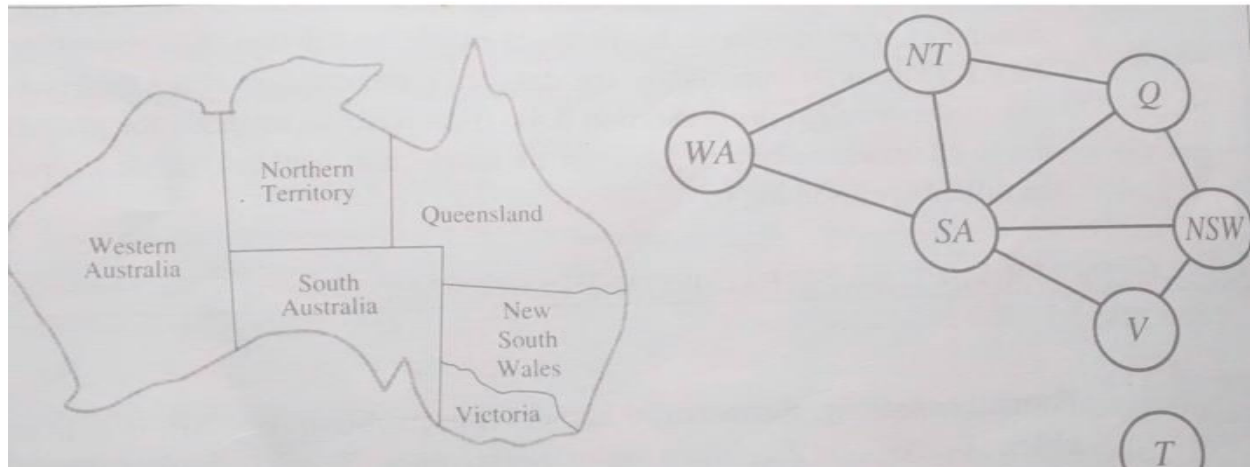 Northern
Territory
Queensland
Western
Australia
South
Australia
New
South
Wales
Victoria
NT
Q
WA
SA
NSW
V
T